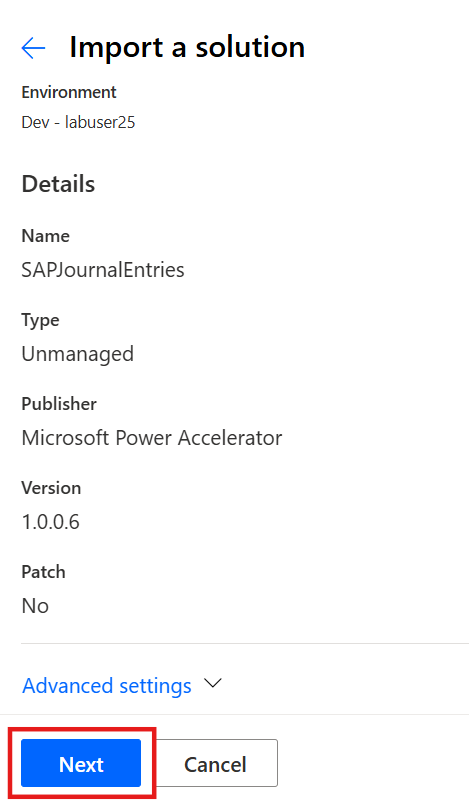 Import a solution
Environment
Dev - labuser25
Details
Name
SAPJournalEntries
Type
Unmanaged
Publisher
Microsoft Power Accelerator
Version
1.0.0.6
Patch
No
Advanced settings
Next Cancel